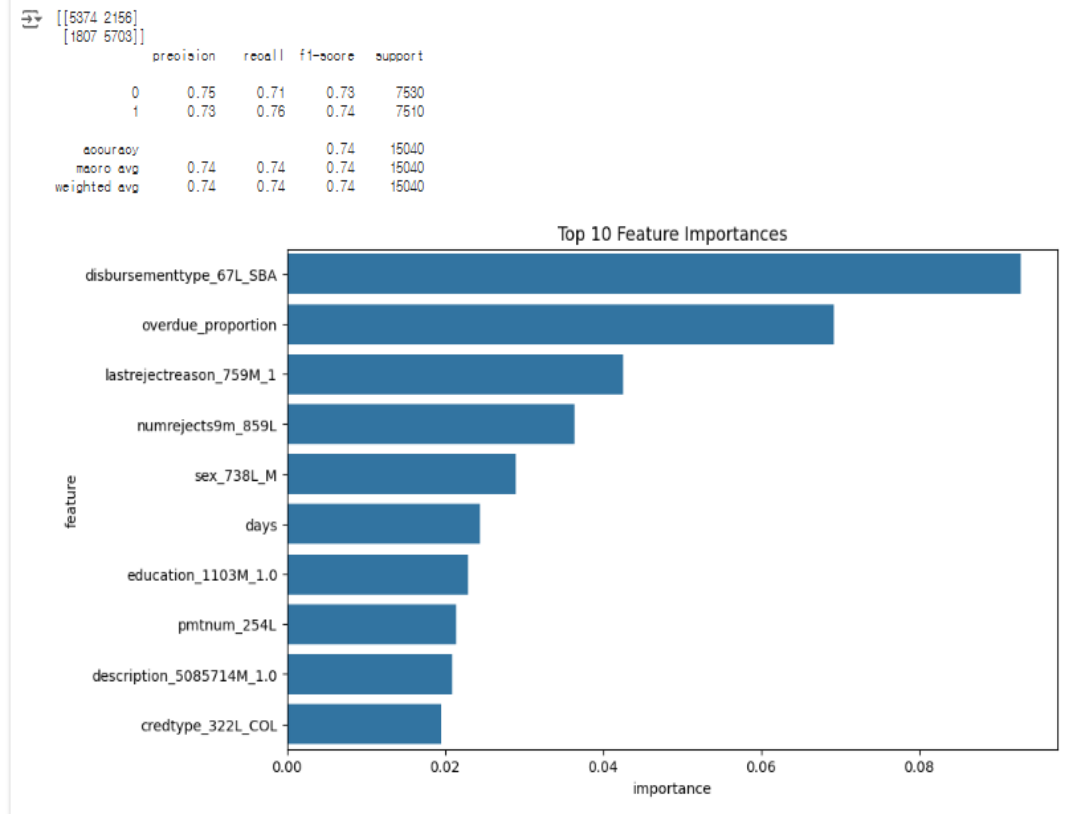 [[5374 2156]
[1807 5703]]
precision recall f1-score support
0 0.75 0.71 0.73 7530
1 0.73 0.76 0.74 7510
accuracy 0.74 15040
macro avg 0.74 0.74 0.74 15040
weighted avg 0.74 0.74 0.74 15040
Top 10 Feature Importances
disbursementtype_67L_SBA
overdue_proportion
lastrejectreason_759M_1
numrejects9m_859L
sex_738L_M
days
education_1103M_1.0
pmtnum_254L
description_5085714M_1.0
credtype_322L_COL
feature
0.00 0.02 0.04 0.06 0.08
importance